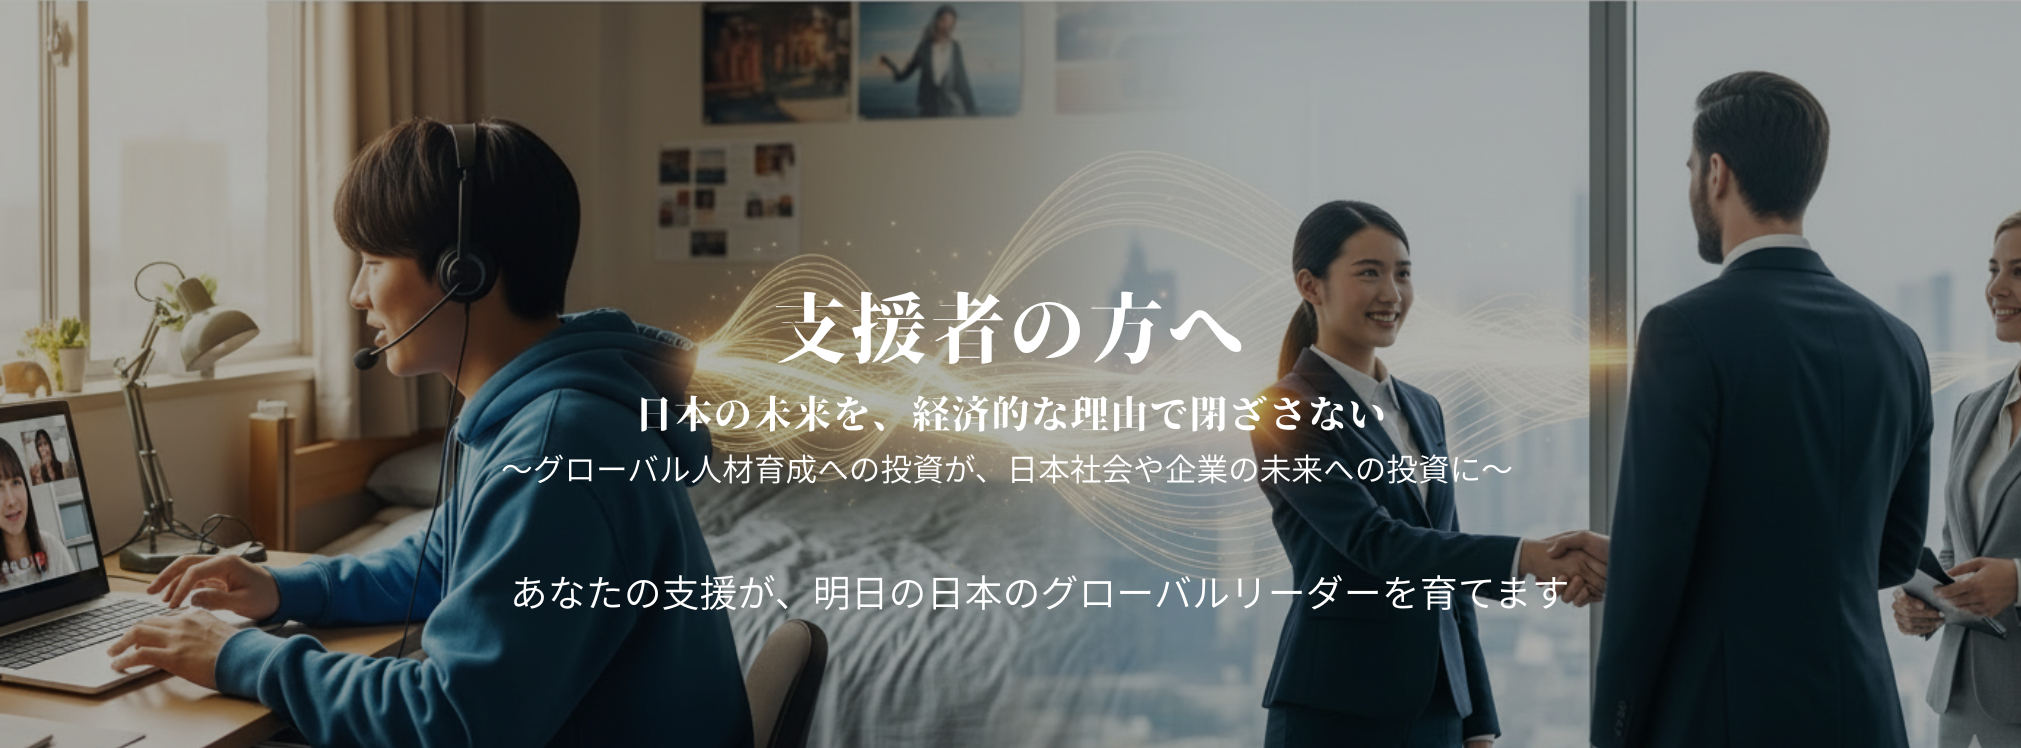 支援者の方へ
日本の未来を、経済的な理由で閉ざさない
～グローバル人材育成への投資が、日本社会や企業の未来への投資に～
あなたの支援が、明日の日本のグローバルリーダーを育てます